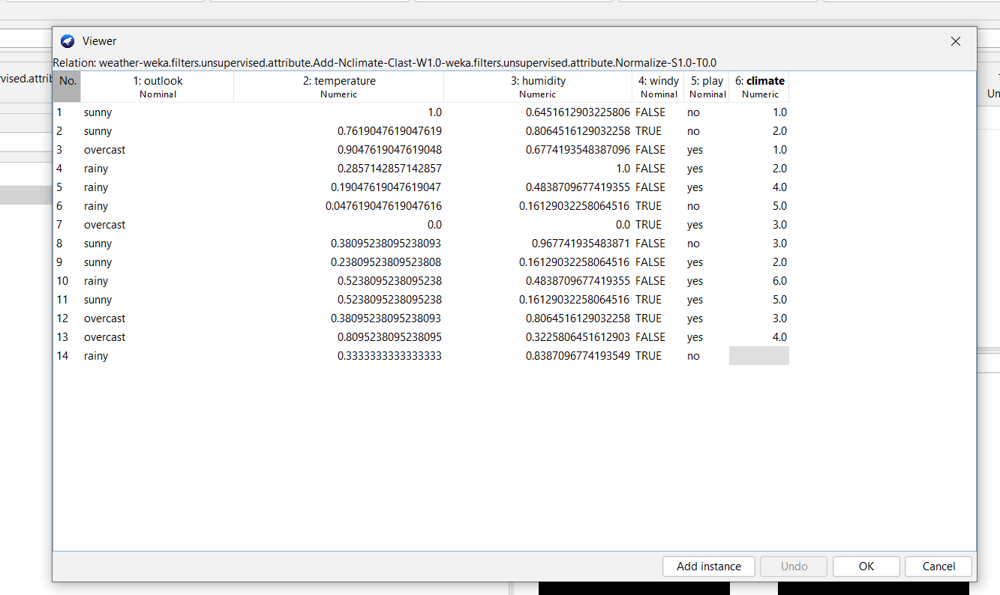 Viewer
Relation: weather-weka.filters.unsupervised.attribute.Add-Nclimate-Clast-W1.0-weka.filters.unsupervised.attribute.Normalize-S1.0-T0.0
No. 1: outlook 2: temperature 3: humidity 4: windy 5: play 6: climate
Nominal Numeric Numeric Nominal Nominal Numeric
1 sunny 1.0 0.6451612903225806 FALSE no 1.0
2 sunny 0.7619047619047619 0.8064516129032258 TRUE no 2.0
3 overcast 0.9047619047619048 0.6774193548387096 FALSE yes 1.0
4 rainy 0.2857142857142857 1.0 FALSE yes 2.0
5 rainy 0.19047619047619047 0.4838709677419355 FALSE yes 4.0
6 rainy 0.047619047619047616 0.16129032258064516 TRUE no 5.0
7 overcast 0.0 0.0 TRUE yes 3.0
8 sunny 0.38095238095238093 0.967741935483871 FALSE no 3.0
9 sunny 0.23809523809523808 0.16129032258064516 FALSE yes 2.0
10 rainy 0.5238095238095238 0.4838709677419355 FALSE yes 6.0
11 sunny 0.5238095238095238 0.16129032258064516 TRUE yes 5.0
12 overcast 0.38095238095238093 0.8064516129032258 TRUE yes 3.0
13 overcast 0.8095238095238095 0.3225806451612903 FALSE yes 4.0
14 rainy 0.3333333333333333 0.8387096774193549 TRUE no
Add instance Undo OK Cancel